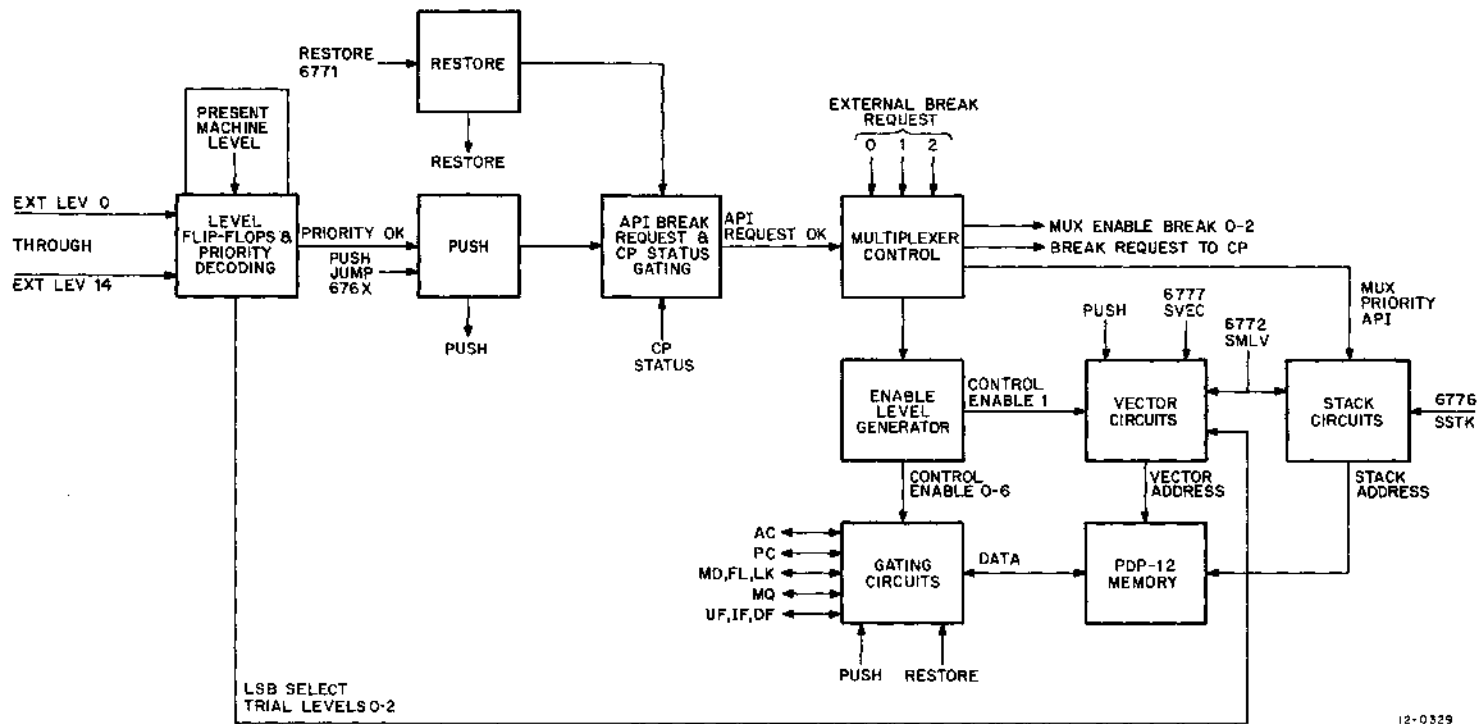 RESTORE
6771
RESTORE
RESTORE
PRESENT
MACHINE
LEVEL
EXT LEV 0
THROUGH
EXT LEV 14
LEVEL
FLIP-FLOPS &
PRIORITY
DECODING
PRIORITY OK
PUSH
JUMP
676X
PUSH
PUSH
API BREAK
REQUEST &
CP STATUS
GATING
CP
STATUS
API
REQUEST OK
EXTERNAL BREAK
REQUEST
0 1 2
MULTIPLEXER
CONTROL
MUX ENABLE BREAK 0-2
BREAK REQUEST TO CP
MUX
PRIORITY
API
ENABLE
LEVEL
GENERATOR
CONTROL
ENABLE 1
PUSH
6777
SVEC
6772
SMLV
VECTOR
CIRCUITS
STACK
CIRCUITS
6776
SSTK
CONTROL
ENABLE 0-6
VECTOR
ADDRESS
STACK
ADDRESS
AC
PC
MD,FL,LK
MQ
UF,IF,DF
GATING
CIRCUITS
DATA
PDP-12
MEMORY
PUSH
RESTORE
LSB SELECT
TRIAL LEVELS 0-2
12-0329